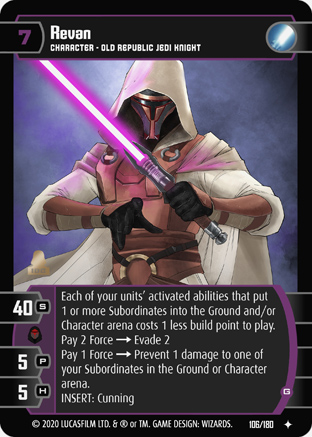 7
Revan
CHARACTER - OLD REPUBLIC JEDI KNIGHT
40 S
5 P
5 H
Each of your units' activated abilities that put
1 or more Subordinates into the Ground and/or
Character arena costs 1 less build point to play.
Pay 2 Force → Evade 2
Pay 1 Force → Prevent 1 damage to one of
your Subordinates in the Ground or Character
arena.
INSERT: Cunning
G
© 2020 LUCASFILM LTD. & ® or TM. GAME DESIGN: WIZARDS.
106/180